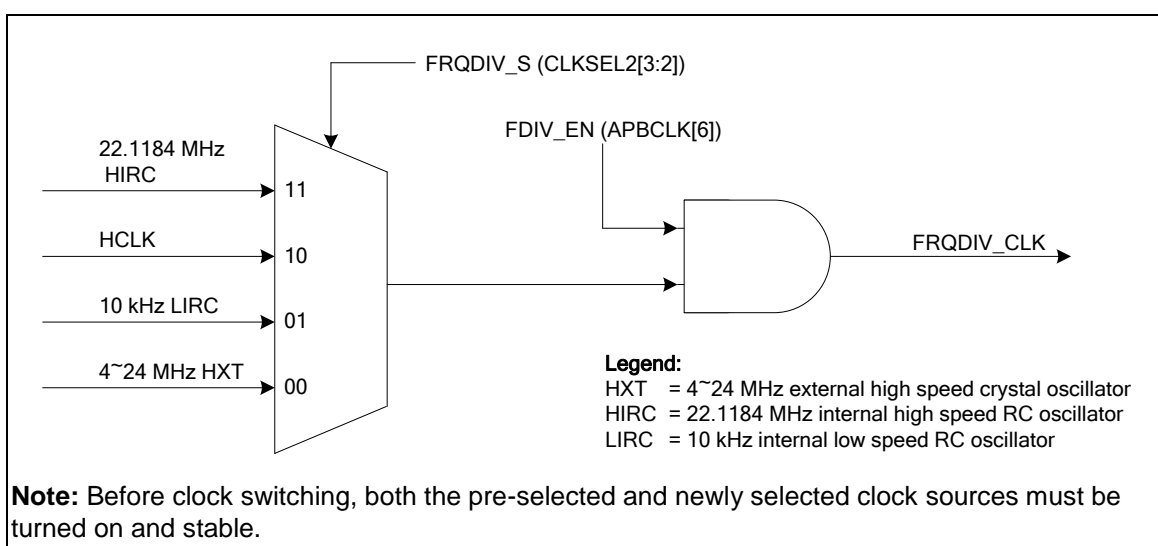 FRQDIV_S (CLKSEL2[3:2])
FDIV_EN (APBCLK[6])
22.1184 MHz
HIRC
11
HCLK
10
10 kHz LIRC
01
4~24 MHz HXT
00
FRQDIV_CLK
Legend:
HXT = 4~24 MHz external high speed crystal oscillator
HIRC = 22.1184 MHz internal high speed RC oscillator
LIRC = 10 kHz internal low speed RC oscillator
Note: Before clock switching, both the pre-selected and newly selected clock sources must be
turned on and stable.